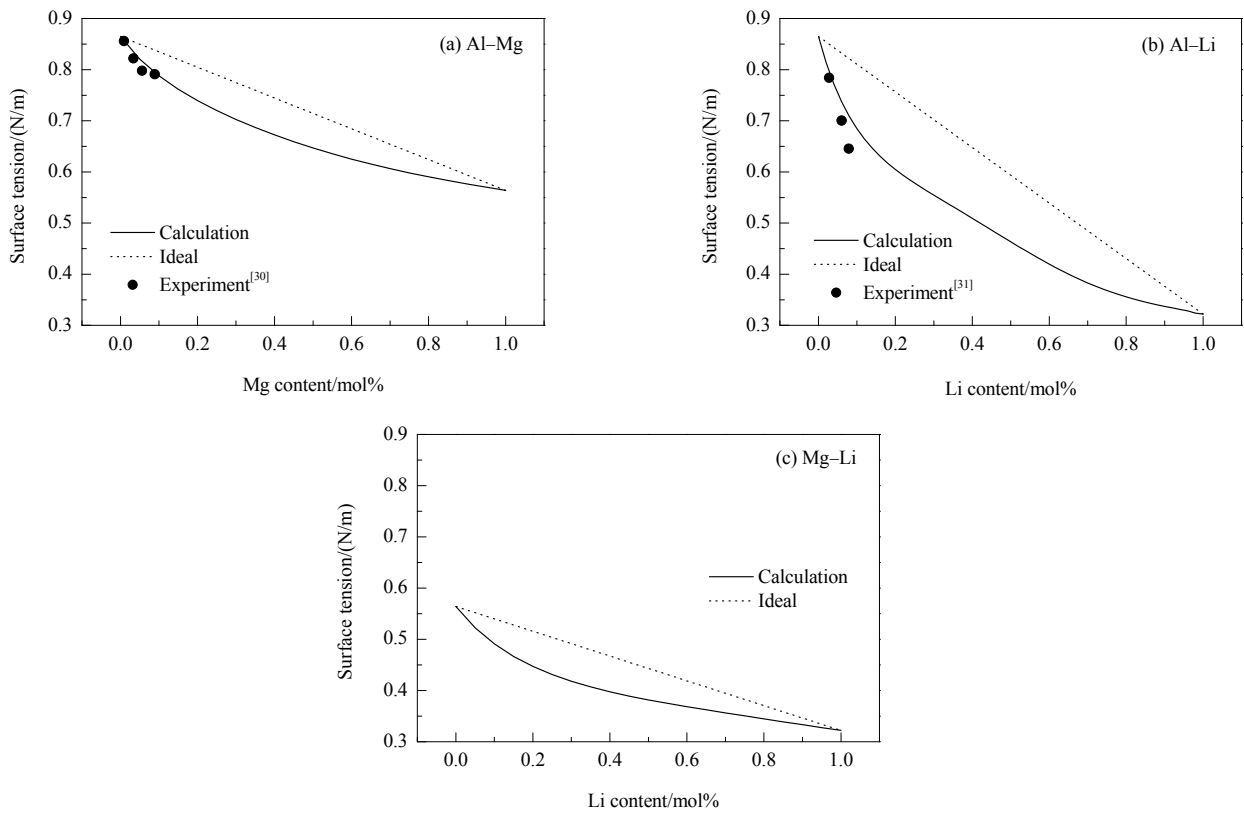 (a) Al–Mg
Surface tension/(N/m)
0.9
0.8
0.7
0.6
0.5
0.4
0.3
Calculation
Ideal
Experiment[30]
0.0 0.2 0.4 0.6 0.8 1.0
Mg content/mol%
(b) Al–Li
Surface tension/(N/m)
0.9
0.8
0.7
0.6
0.5
0.4
0.3
Calculation
Ideal
Experiment[31]
0.0 0.2 0.4 0.6 0.8 1.0
Li content/mol%
(c) Mg–Li
Surface tension/(N/m)
0.9
0.8
0.7
0.6
0.5
0.4
0.3
Calculation
Ideal
0.0 0.2 0.4 0.6 0.8 1.0
Li content/mol%